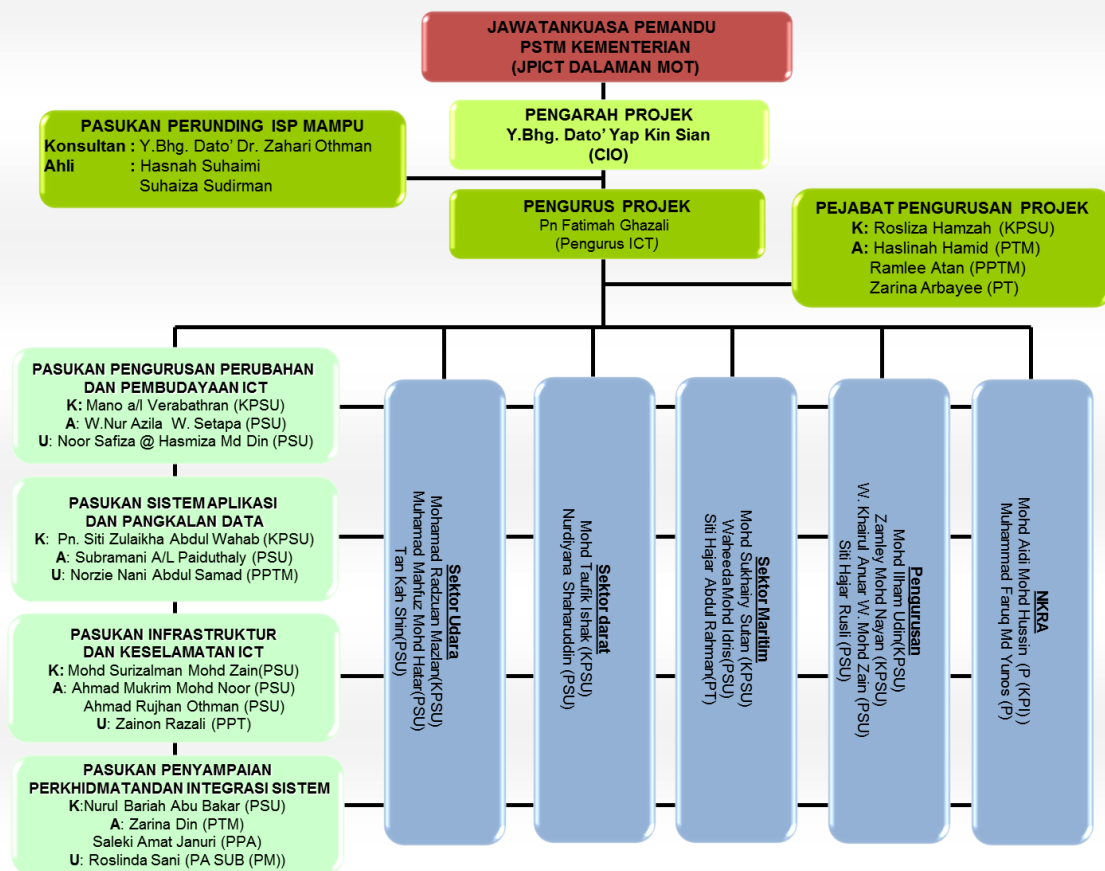 JAWATANKUASA PEMANDU
PSTM KEMENTERIAN
(JPICT DALAMAN MOT)
PENGARAH PROJEK
Y.Bhg. Dato' Yap Kin Sian
(CIO)
PASUKAN PERUNDING ISP MAMPU
Konsultan : Y.Bhg. Dato' Dr. Zahari Othman
Ahli : Hasnah Suhaimi
Suhaiza Sudirman
PENGURUS PROJEK
Pn Fatimah Ghazali
(Pengurus ICT)
PEJABAT PENGURUSAN PROJEK
K: Rosliza Hamzah (KPSU)
A: Haslinah Hamid (PTM)
Ramlee Atan (PPTM)
Zarina Arbayee (PT)
PASUKAN PENGURUSAN PERUBAHAN
DAN PEMBUDAYAAN ICT
K: Mano a/l Verabathran (KPSU)
A: W.Nur Azila W. Setapa (PSU)
U: Noor Safiza @ Hasmiza Md Din (PSU)
PASUKAN SISTEM APLIKASI
DAN PANGKALAN DATA
K: Pn. Siti Zulaikha Abdul Wahab (KPSU)
A: Subramani A/L Paiduthaly (PSU)
U: Norzie Nani Abdul Samad (PPTM)
PASUKAN INFRASTRUKTUR
DAN KESELAMATAN ICT
K: Mohd Surizalman Mohd Zain(PSU)
A: Ahmad Mukrim Mohd Noor (PSU)
Ahmad Rujhan Othman (PSU)
U: Zainon Razali (PPT)
PASUKAN PENYAMPAIAN
PERKHIDMATANDAN INTEGRASI SISTEM
K:Nurul Bariah Abu Bakar (PSU)
A: Zarina Din (PTM)
Saleki Amat Januri (PPA)
U: Roslinda Sani (PA SUB (PM))
Sektor Udara
Mohamad Radzuan Mazlan(KPSU)
Muhamad Mahfuz Mohd Hatar(PSU)
Tan Kah Shin(PSU)
Sektor darat
Mohd Taufik Ishak (KPSU)
Nurdiyana Shaharuddin (PSU)
Sektor Maritim
Mohd Sukhairy Sutan (KPSU)
Waheeda Mohd Idris(PSU)
Siti Hajar Abdul Rahman(PT)
Pengurusan
Mohd Ilham Udin(KPSU)
Zamley Mohd Nayan (KPSU)
W. Khairul Anuar W. Mohd Zain (PSU)
Siti Hajar Rusli (PSU)
NKRA
Mohd Aidi Mohd Hussin (P (KPI) )
Muhammad Faruq Md Yunos (P)